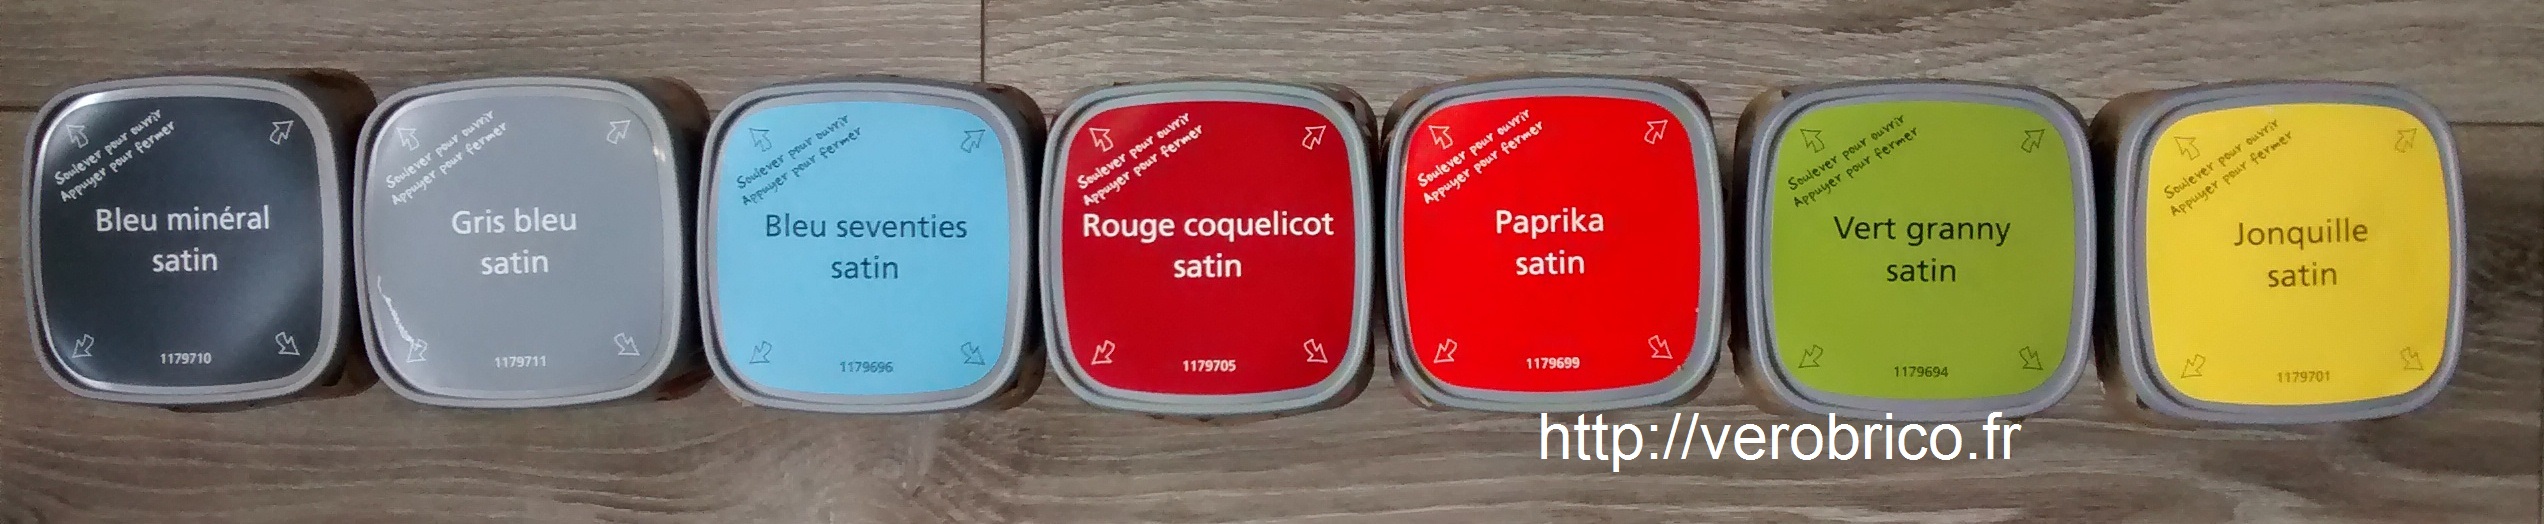 Soulever pour ouvrir
Appuyer pour fermer
Bleu minéral
satin
1179710
Soulever pour ouvrir
Appuyer pour fermer
Gris bleu
satin
1179711
Soulever pour ouvrir
Appuyer pour fermer
Bleu seventies
satin
1179696
Soulever pour ouvrir
Appuyer pour fermer
Rouge coquelicot
satin
1179705
Soulever pour ouvrir
Appuyer pour fermer
Paprika
satin
1179699
Soulever pour ouvrir
Appuyer pour fermer
Vert granny
satin
1179694
Soulever pour ouvrir
Appuyer pour fermer
Jonquille
satin
1179701
http://verobrico.fr